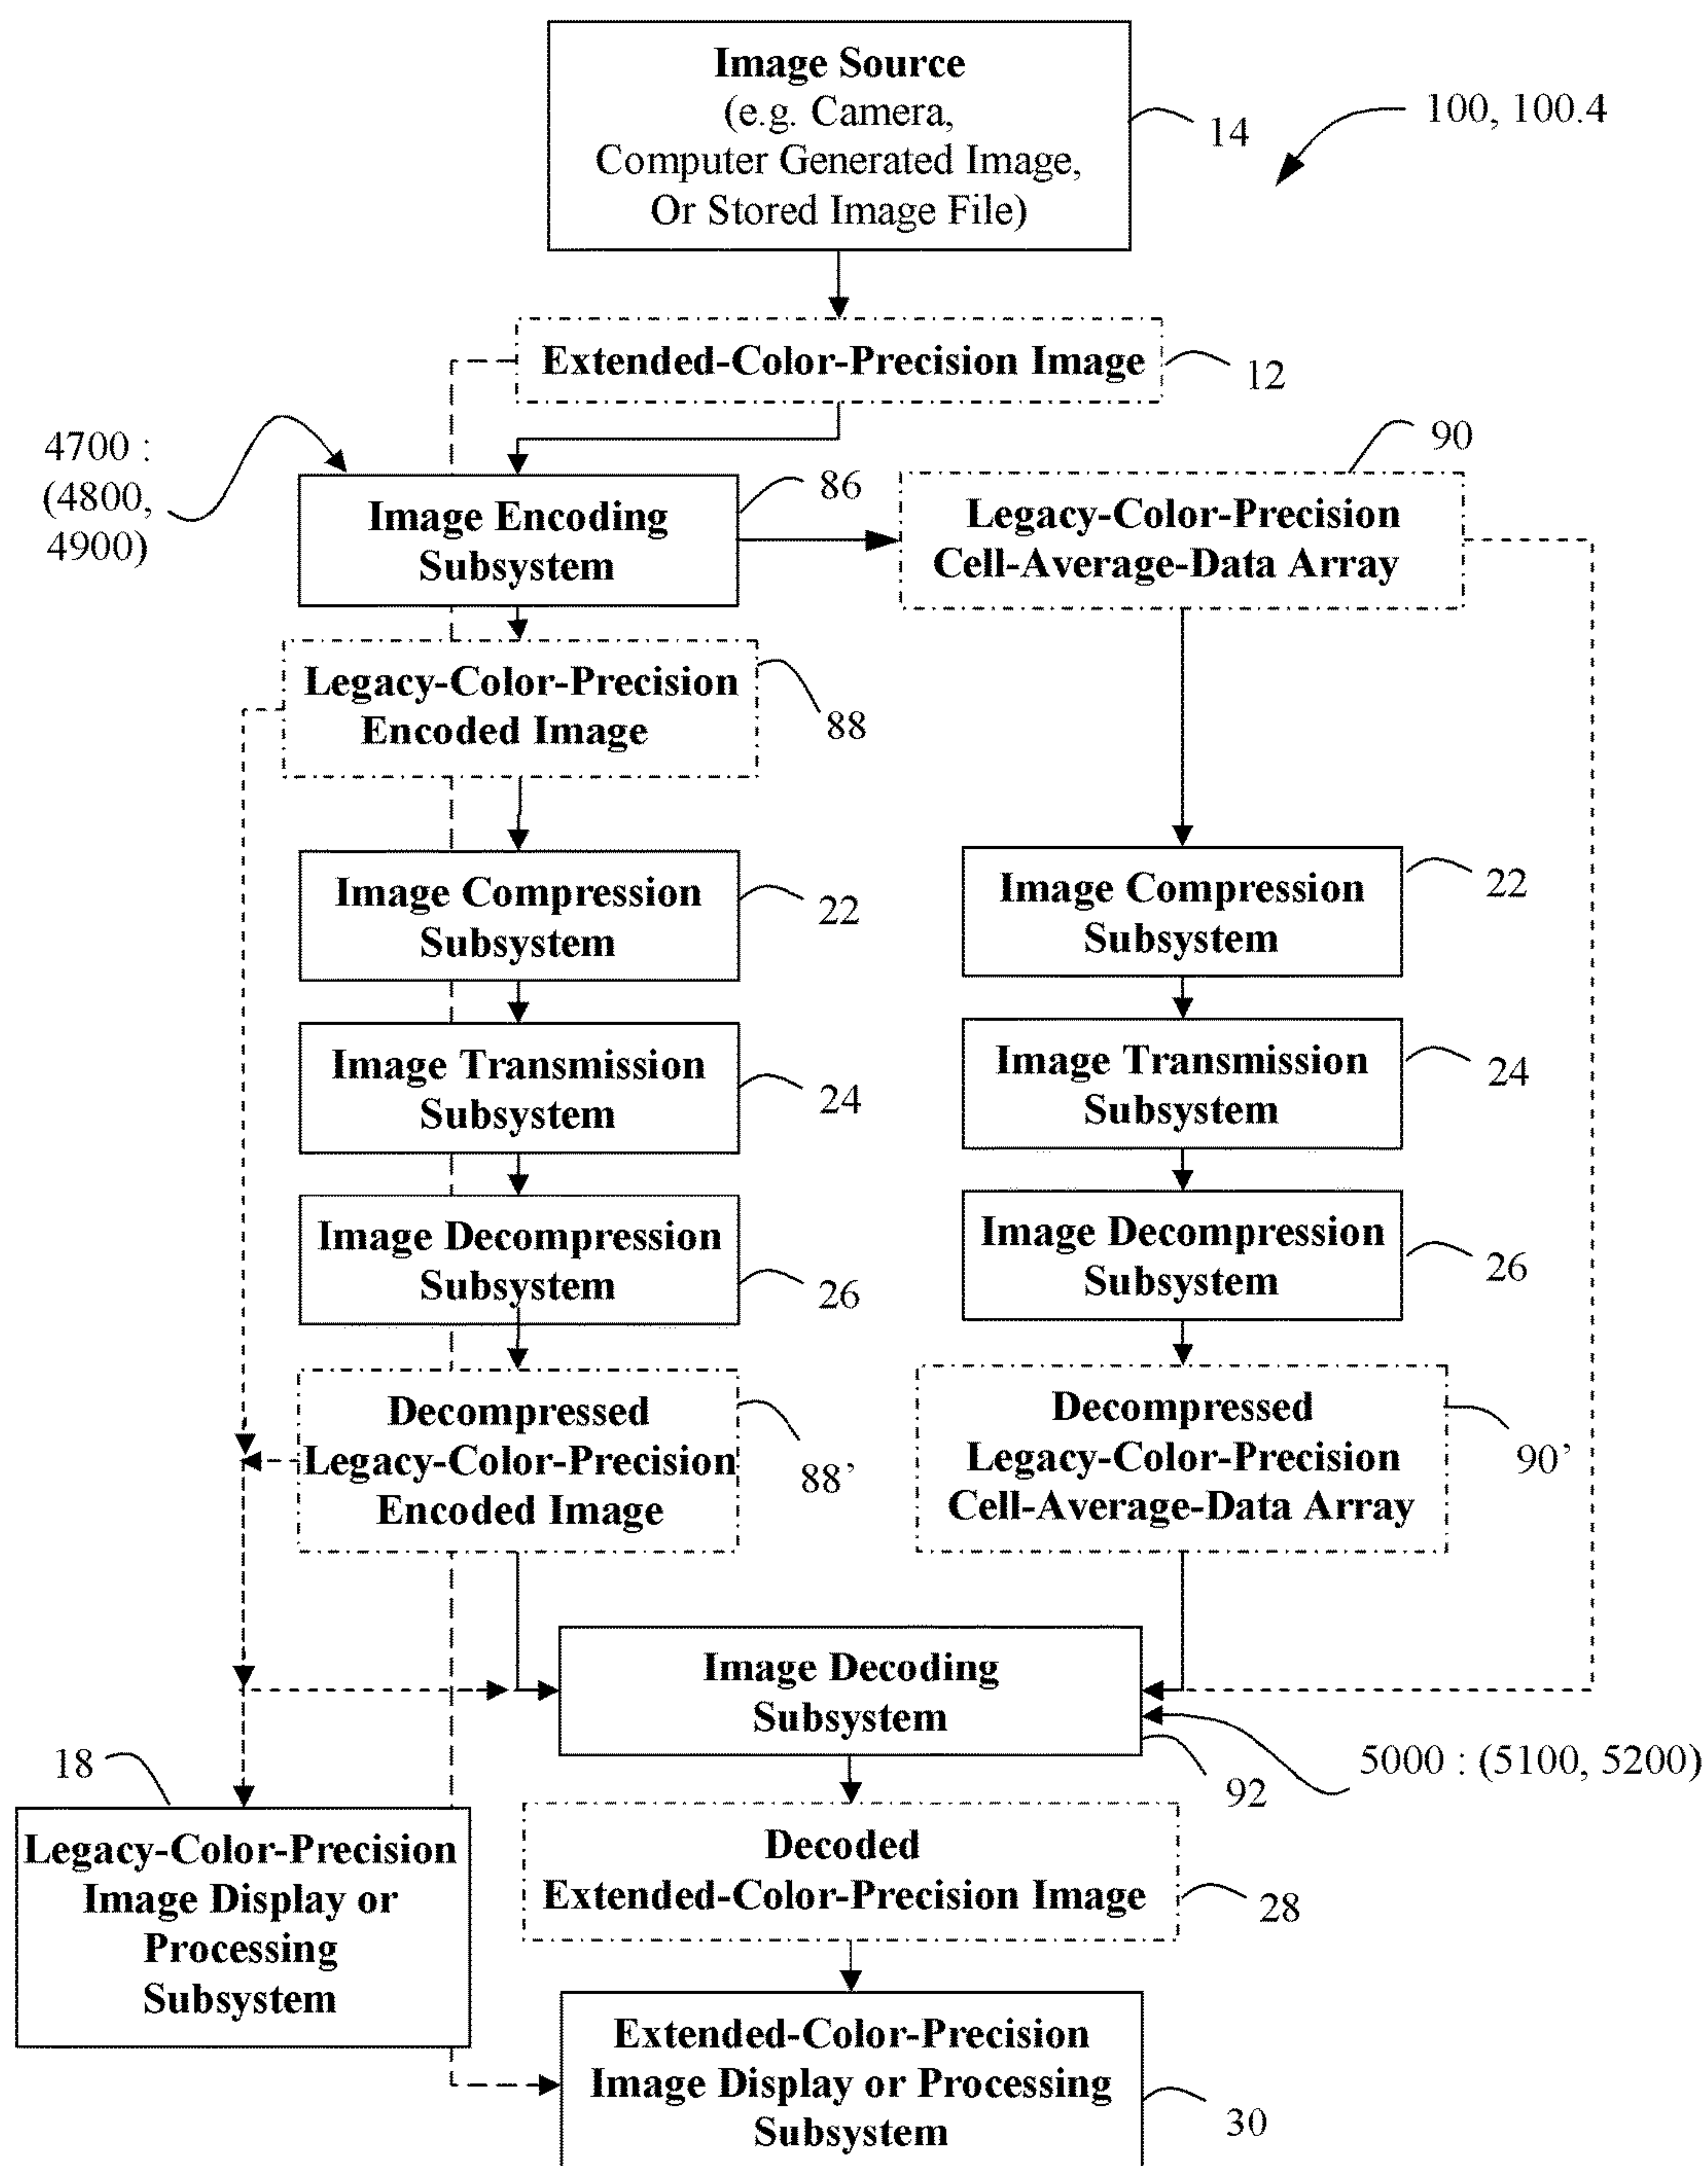 Image Source
(e.g. Camera,
Computer Generated Image,
Or Stored Image File)
14
100, 100.4
Extended-Color-Precision Image
12
4700 :
(4800,
4900)
Image Encoding
Subsystem
86
90
Legacy-Color-Precision
Cell-Average-Data Array
Legacy-Color-Precision
Encoded Image
88
Image Compression
Subsystem
22
Image Compression
Subsystem
22
Image Transmission
Subsystem
24
Image Transmission
Subsystem
24
Image Decompression
Subsystem
26
Image Decompression
Subsystem
26
Decompressed
Legacy-Color-Precision
Encoded Image
88’
Decompressed
Legacy-Color-Precision
Cell-Average-Data Array
90’
Image Decoding
Subsystem
92
5000 : (5100, 5200)
18
Legacy-Color-Precision
Image Display or
Processing
Subsystem
Decoded
Extended-Color-Precision Image
28
Extended-Color-Precision
Image Display or Processing
Subsystem
30